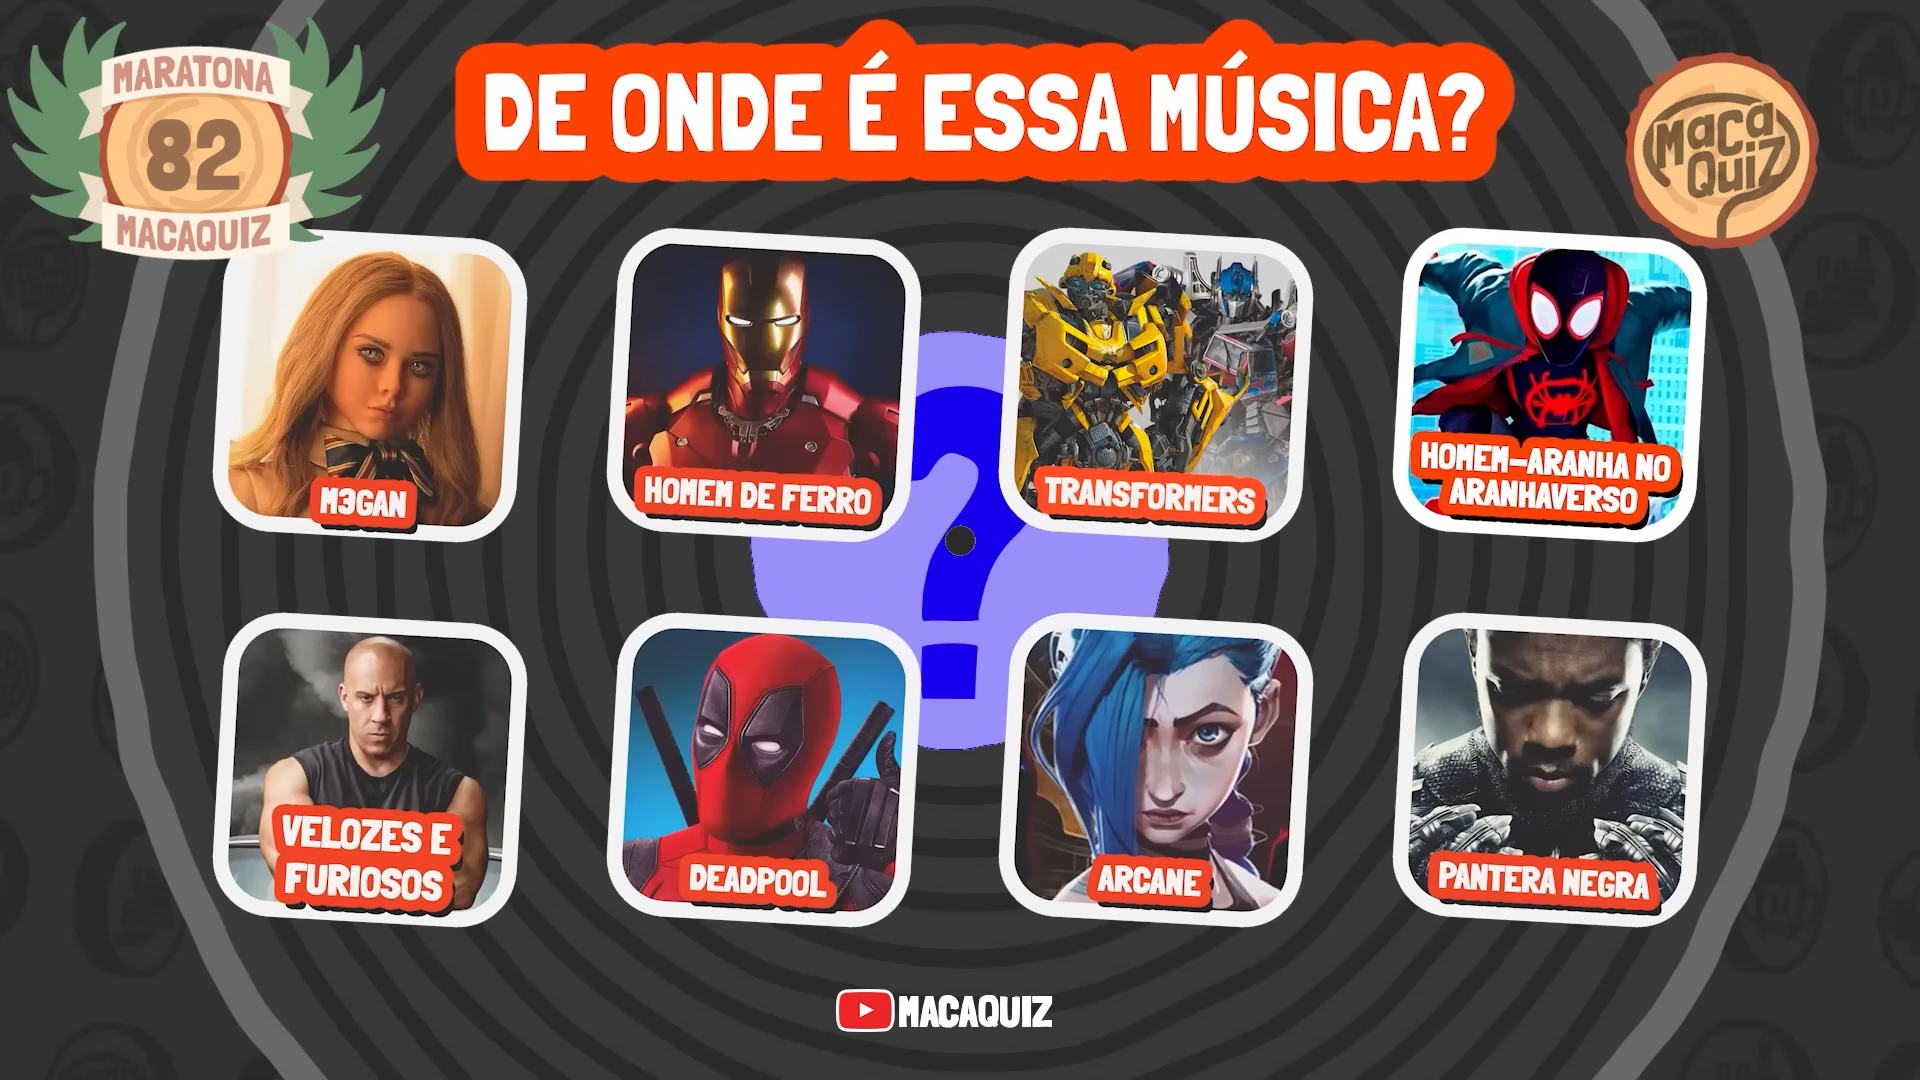 MARATONA
82
MACAQUIZ
DE ONDE É ESSA MÚSICA?
MaCa
QuiZ
M3GAN
HOMEM DE FERRO
TRANSFORMERS
HOMEM-ARANHA NO
ARANHAVERSO
VELOZES E
FURIOSOS
DEADPOOL
ARCANE
PANTERA NEGRA
?
MACAQUIZ